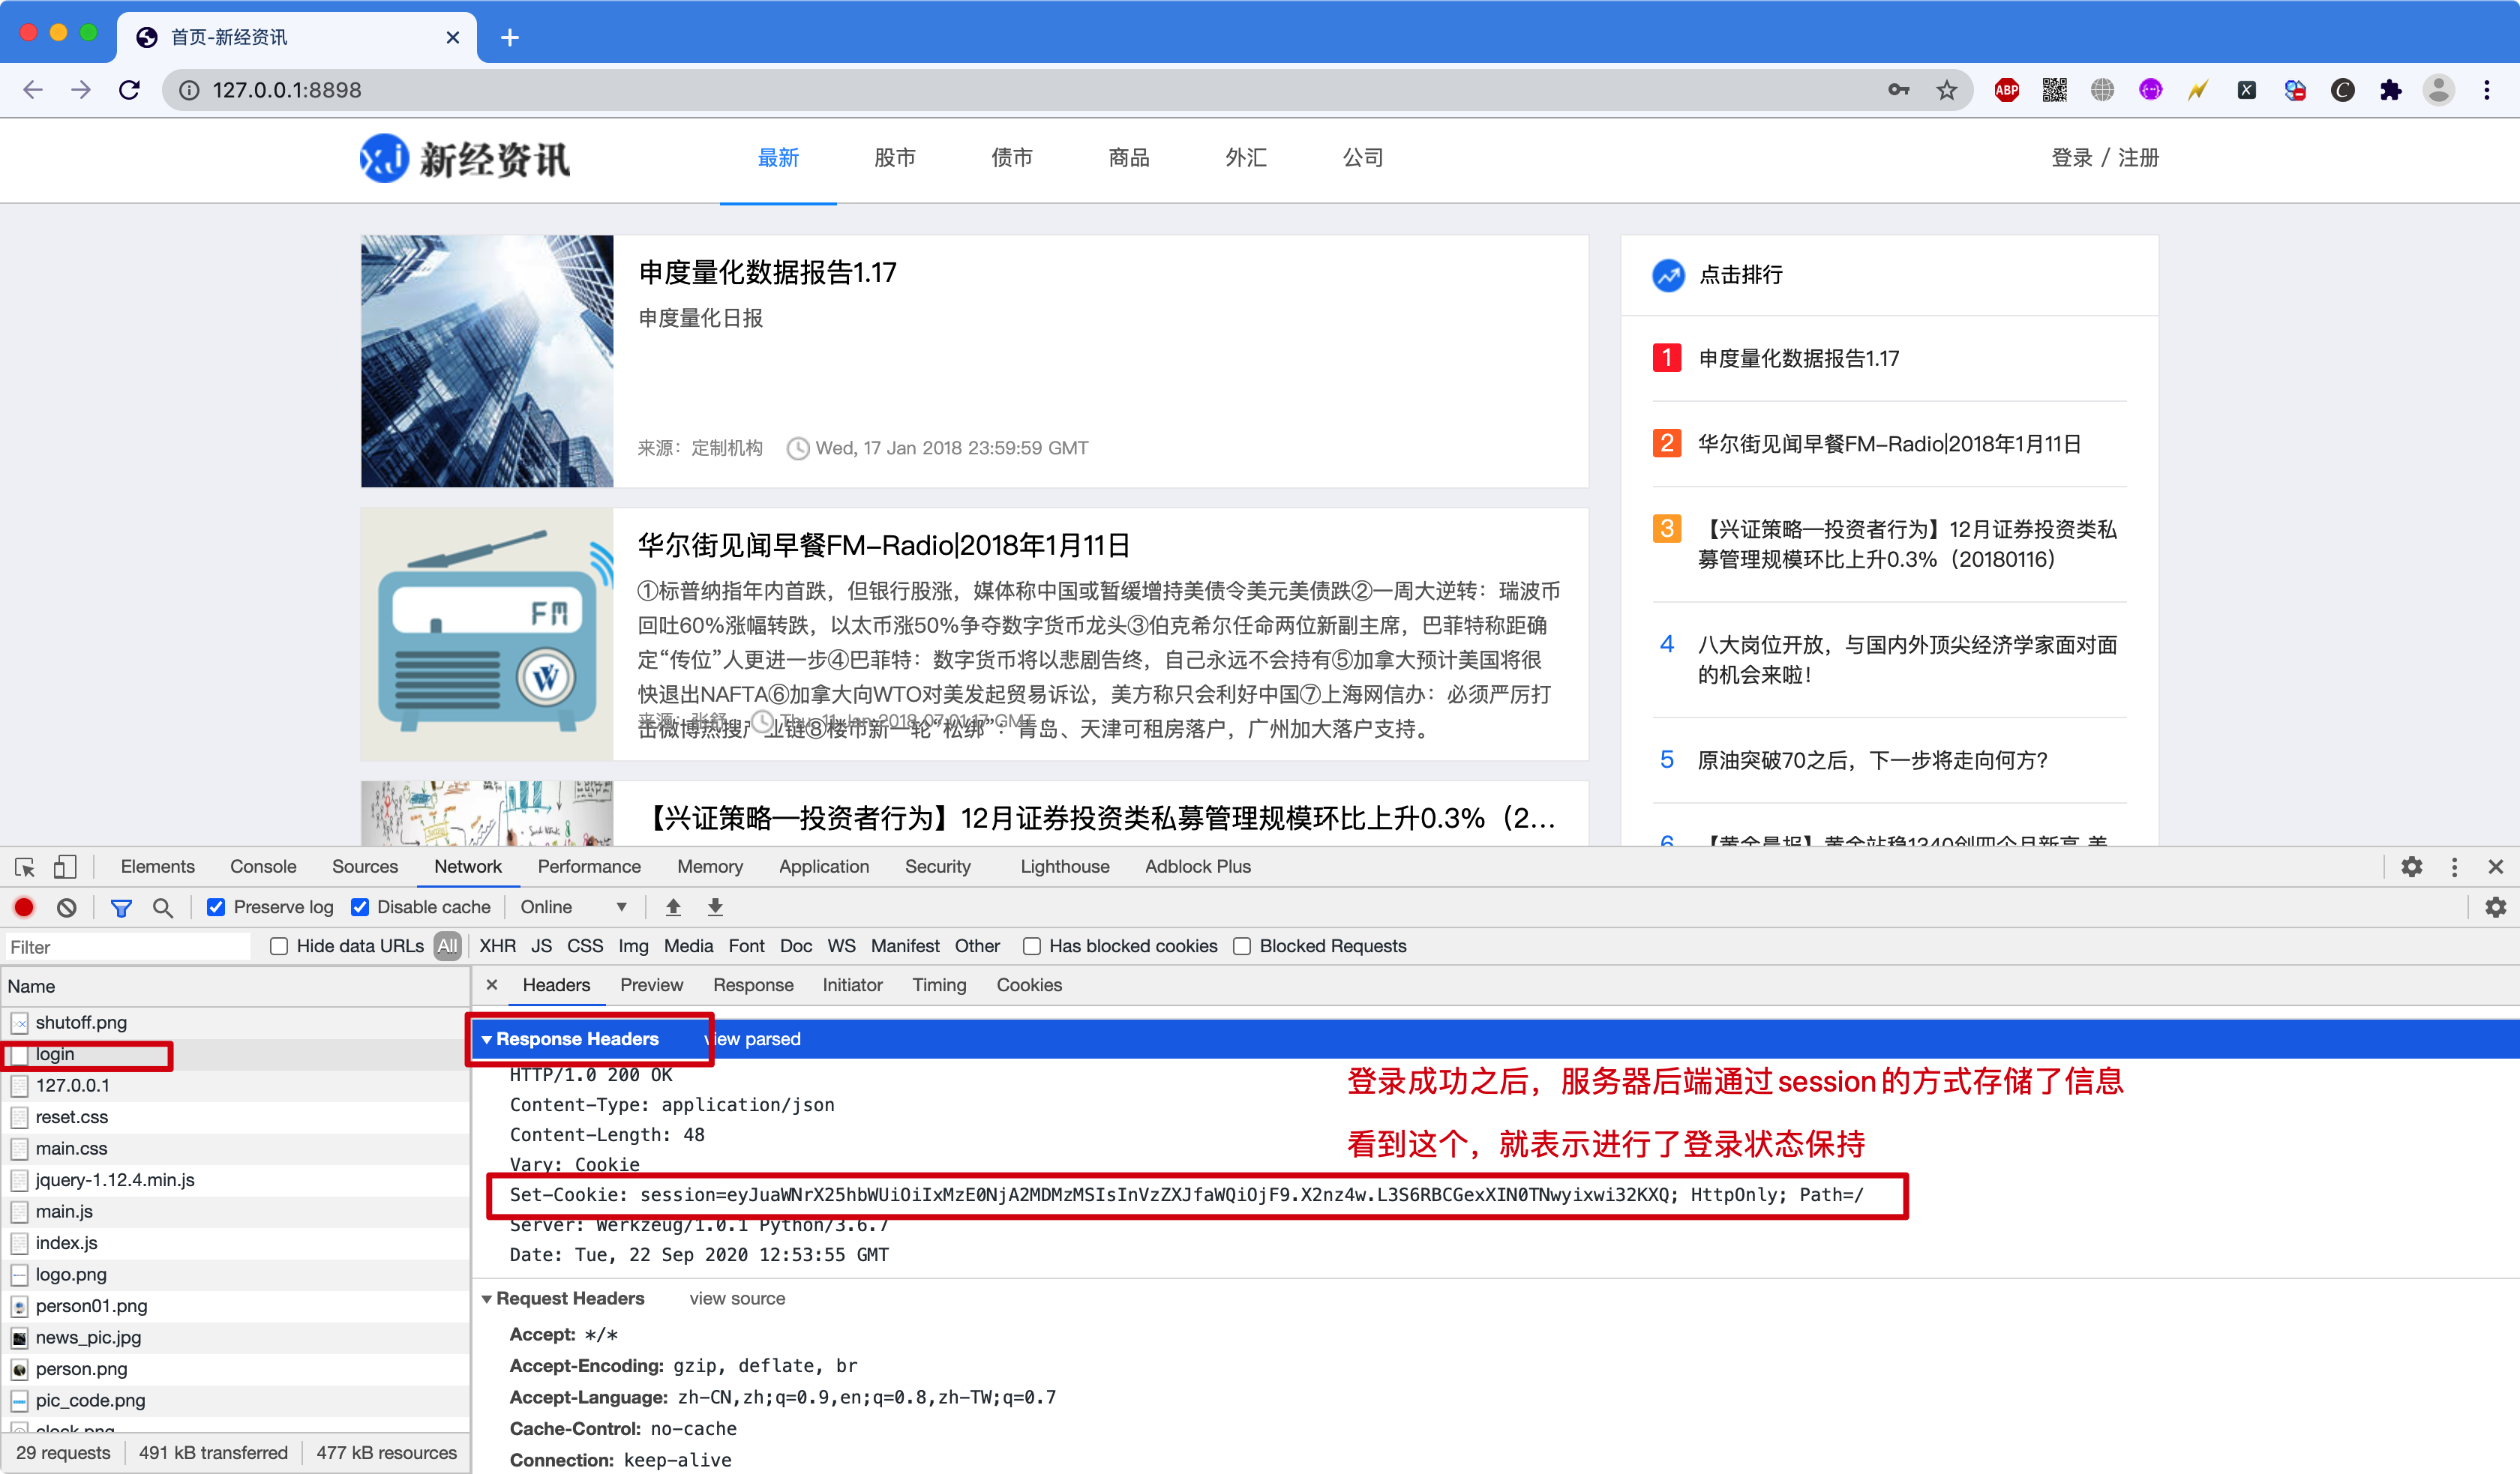 首页-新经资讯
127.0.0.1:8898
ABP
新经资讯
最新
股市
债市
商品
外汇
公司
登录 / 注册
申度量化数据报告1.17
申度量化日报
来源：定制机构 Wed, 17 Jan 2018 23:59:59 GMT
FM
W
华尔街见闻早餐FM-Radio|2018年1月11日
①标普纳指年内首跌，但银行股涨，媒体称中国或暂缓增持美债令美元美债跌②一周大逆转：瑞波币
回吐60%涨幅转跌，以太币涨50%争夺数字货币龙头③伯克希尔任命两位新副主席，巴菲特称距确
定“传位”人更进一步④巴菲特：数字货币将以悲剧告终，自己永远不会持有⑤加拿大预计美国将很
快退出NAFTA⑥加拿大向WTO对美发起贸易诉讼，美方称只会利好中国⑦上海网信办：必须严厉打
击微博热搜产业链⑧楼市新一轮“松绑”：青岛、天津可租房落户，广州加大落户支持。
来源：张舒 Thu, 11 Jan 2018 07:01:17 GMT
【兴证策略—投资者行为】12月证券投资类私募管理规模环比上升0.3%（2...
点击排行
1 申度量化数据报告1.17
2 华尔街见闻早餐FM-Radio|2018年1月11日
3 【兴证策略—投资者行为】12月证券投资类私
募管理规模环比上升0.3%（20180116）
4 八大岗位开放，与国内外顶尖经济学家面对面
的机会来啦！
5 原油突破70之后，下一步将走向何方？
6 【黄金晨报】黄金站稳1340创四个月新高 美
Elements Console Sources Network Performance Memory Application Security Lighthouse Adblock Plus
Preserve log Disable cache Online
Filter Hide data URLs All XHR JS CSS Img Media Font Doc WS Manifest Other Has blocked cookies Blocked Requests
Name
shutoff.png
login
127.0.0.1
reset.css
main.css
jquery-1.12.4.min.js
main.js
index.js
logo.png
person01.png
news_pic.jpg
person.png
pic_code.png
clock.png
29 requests 491 kB transferred 477 kB resources
× Headers Preview Response Initiator Timing Cookies
Response Headers view parsed
HTTP/1.0 200 OK
Content-Type: application/json
Content-Length: 48
Vary: Cookie
Set-Cookie: session=eyJuaWNrX25hbWUiOiIxMzE0NjA2MDMzMSIsInVzZXJfaWQiOjF9.X2nz4w.L3S6RBCGexXIN0TNwyixwi32KXQ; HttpOnly; Path=/
Server: Werkzeug/1.0.1 Python/3.6.7
Date: Tue, 22 Sep 2020 12:53:55 GMT
登录成功之后，服务器后端通过session的方式存储了信息
看到这个，就表示进行了登录状态保持
Request Headers view source
Accept: */*
Accept-Encoding: gzip, deflate, br
Accept-Language: zh-CN,zh;q=0.9,en;q=0.8,zh-TW;q=0.7
Cache-Control: no-cache
Connection: keep-alive